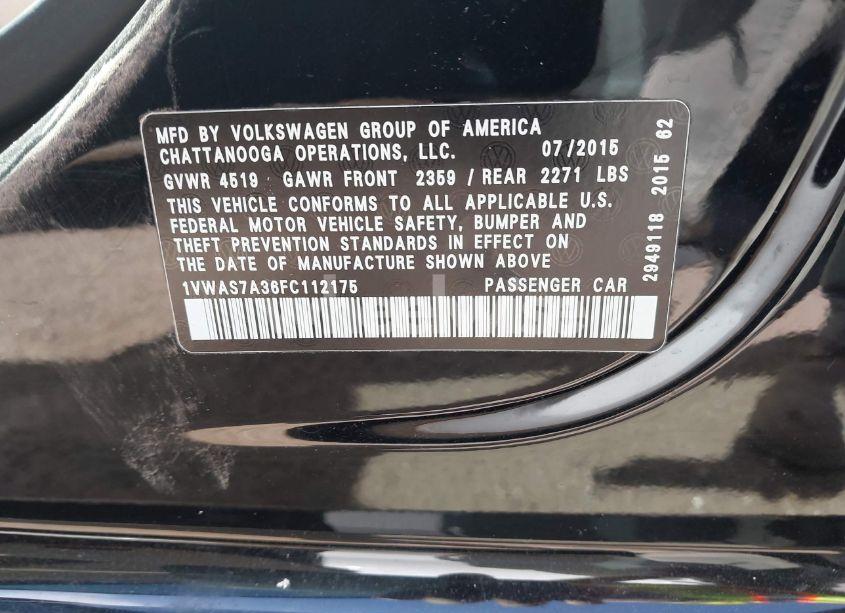 MFD BY VOLKSWAGEN GROUP OF AMERICA
CHATTANOOGA OPERATIONS, LLC. 07/2015
GVWR 4519 GAWR FRONT 2359 / REAR 2271 LBS
THIS VEHICLE CONFORMS TO ALL APPLICABLE U.S.
FEDERAL MOTOR VEHICLE SAFETY, BUMPER AND
THEFT PREVENTION STANDARDS IN EFFECT ON
THE DATE OF MANUFACTURE SHOWN ABOVE
1VWAS7A36FC112175 PASSENGER CAR
2949118 2015 62